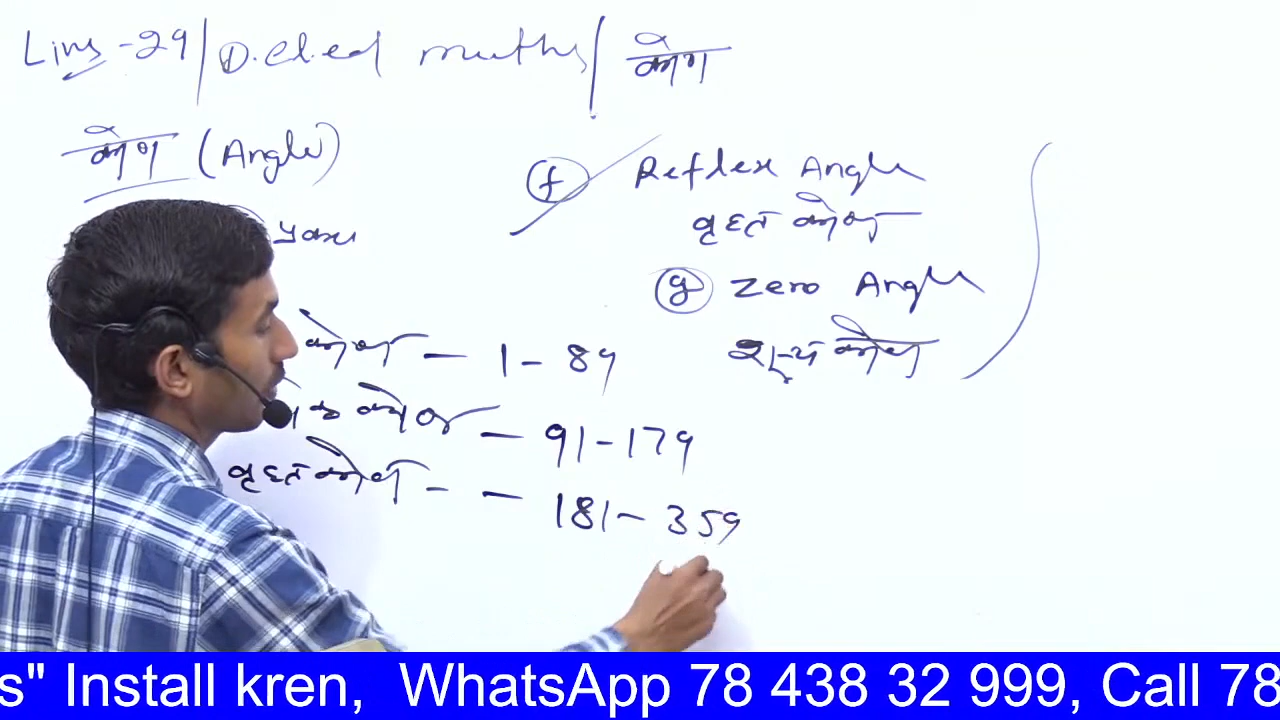 -29/D.El.ed maths/कोण
कोण (Angle)
प्रकार
(f) Reflex Angle
वृहत कोण
(g) Zero Angle
शून्य कोण
कोण — 1-89
क कोण — 91-179
वृहत कोण - — 181-359
s" Install kren, WhatsApp 78 438 32 999, Call 78